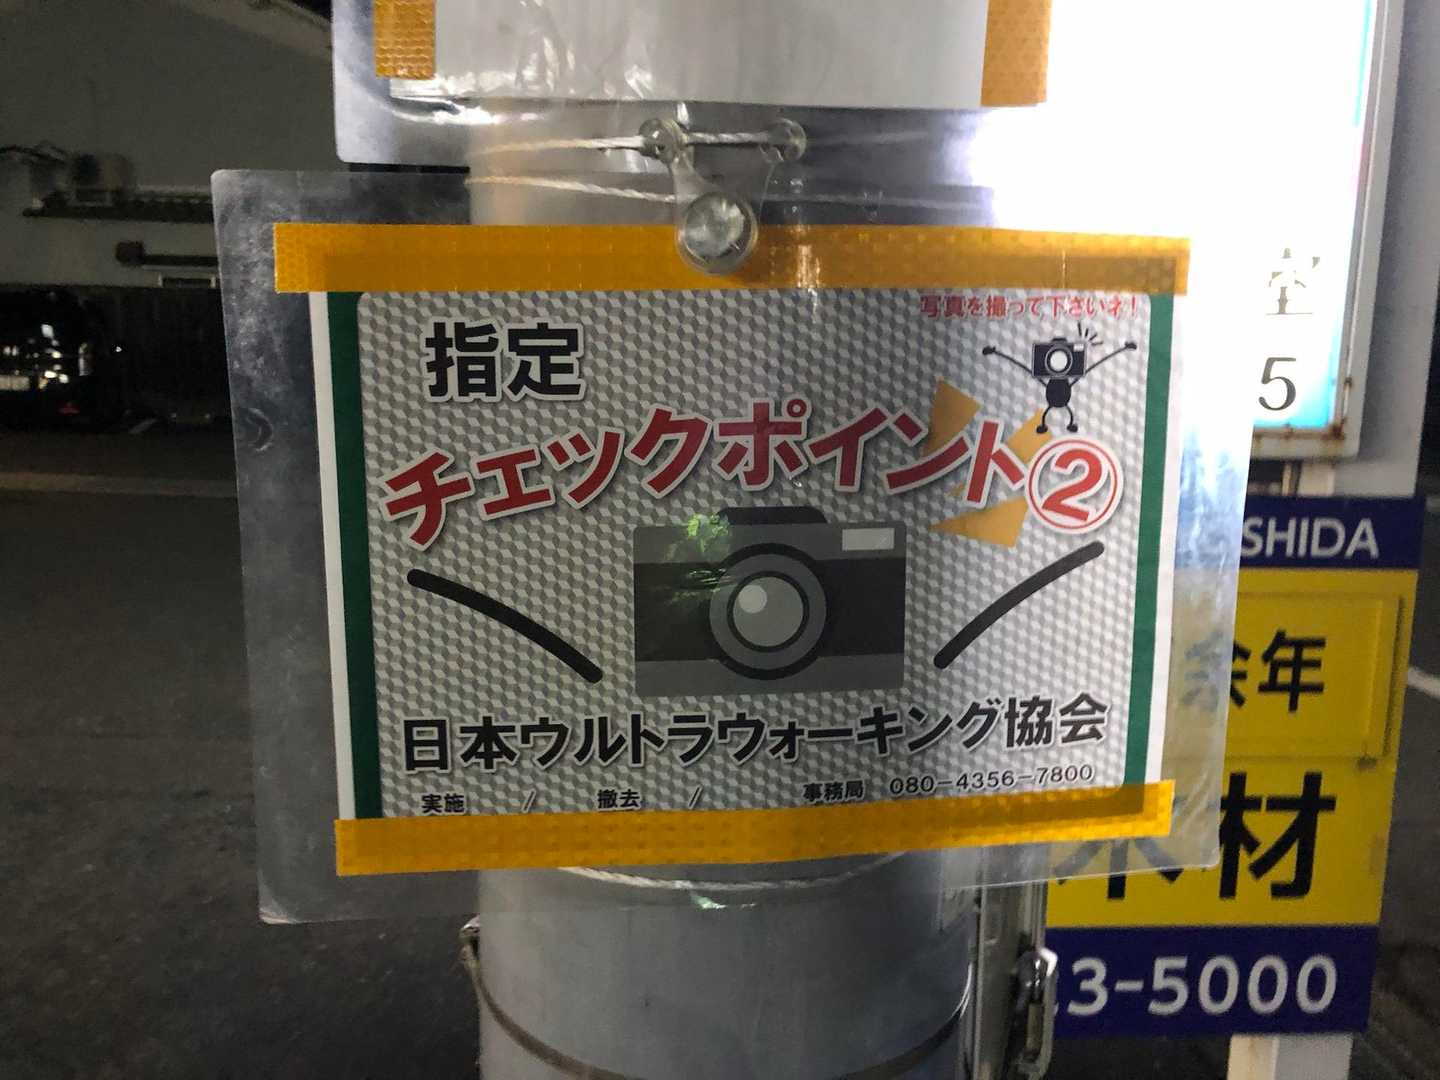 写真を撮って下さいネ!
指定
チェックポイント②
日本ウルトラウォーキング協会
実施 / 撤去 / 事務局 080-4356-7800
室
5
SHIDA
余年
木材
3-5000